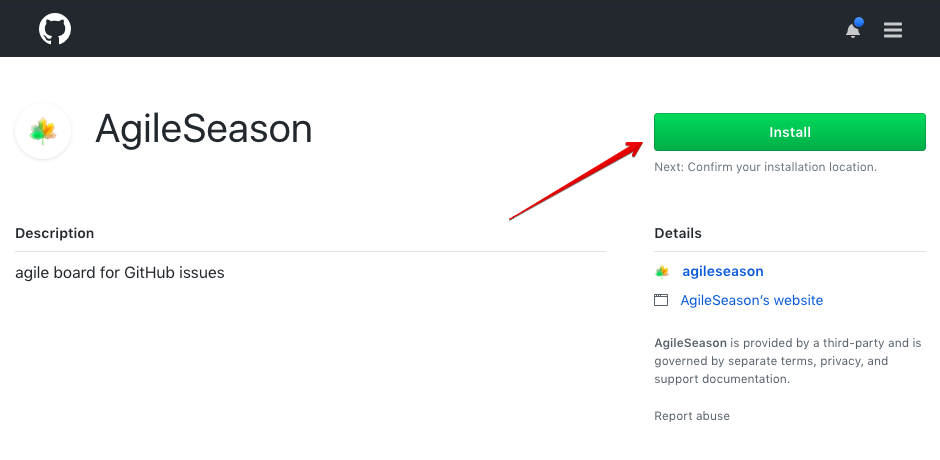 AgileSeason
Install
Next: Confirm your installation location.
Description
agile board for GitHub issues
Details
agileseason
AgileSeason’s website
AgileSeason is provided by a third-party and is
governed by separate terms, privacy, and
support documentation.
Report abuse